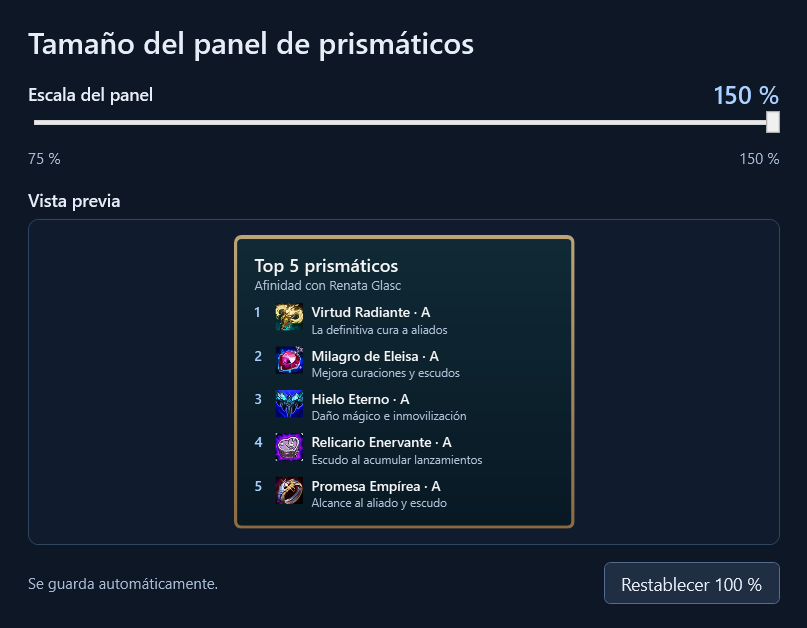 Tamaño del panel de prismáticos
Escala del panel
150 %
75 %
150 %
Vista previa
Top 5 prismáticos
Afinidad con Renata Glasc
1 Virtud Radiante · A
La definitiva cura a aliados
2 Milagro de Eleisa · A
Mejora curaciones y escudos
3 Hielo Eterno · A
Daño mágico e inmovilización
4 Relicario Enervante · A
Escudo al acumular lanzamientos
5 Promesa Empírea · A
Alcance al aliado y escudo
Se guarda automáticamente.
Restablecer 100 %